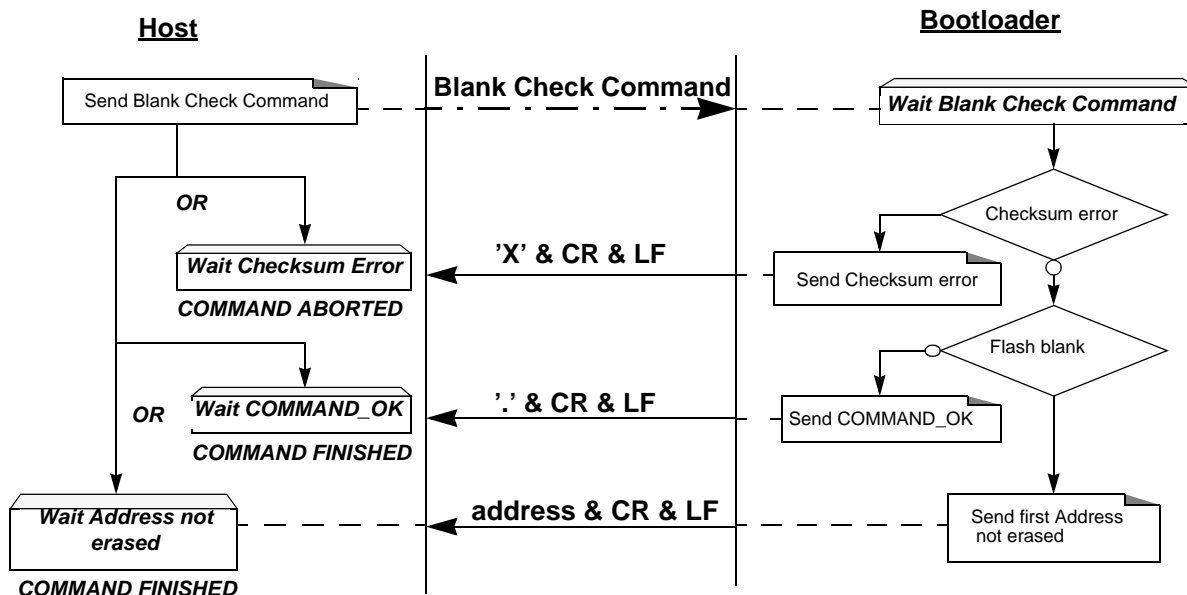 Host
Bootloader
Send Blank Check Command
Blank Check Command
Wait Blank Check Command
OR
Checksum error
Wait Checksum Error
'X' & CR & LF
Send Checksum error
COMMAND ABORTED
Flash blank
OR
Wait COMMAND_OK
'.' & CR & LF
Send COMMAND_OK
COMMAND FINISHED
Wait Address not
erased
address & CR & LF
Send first Address
not erased
COMMAND FINISHED